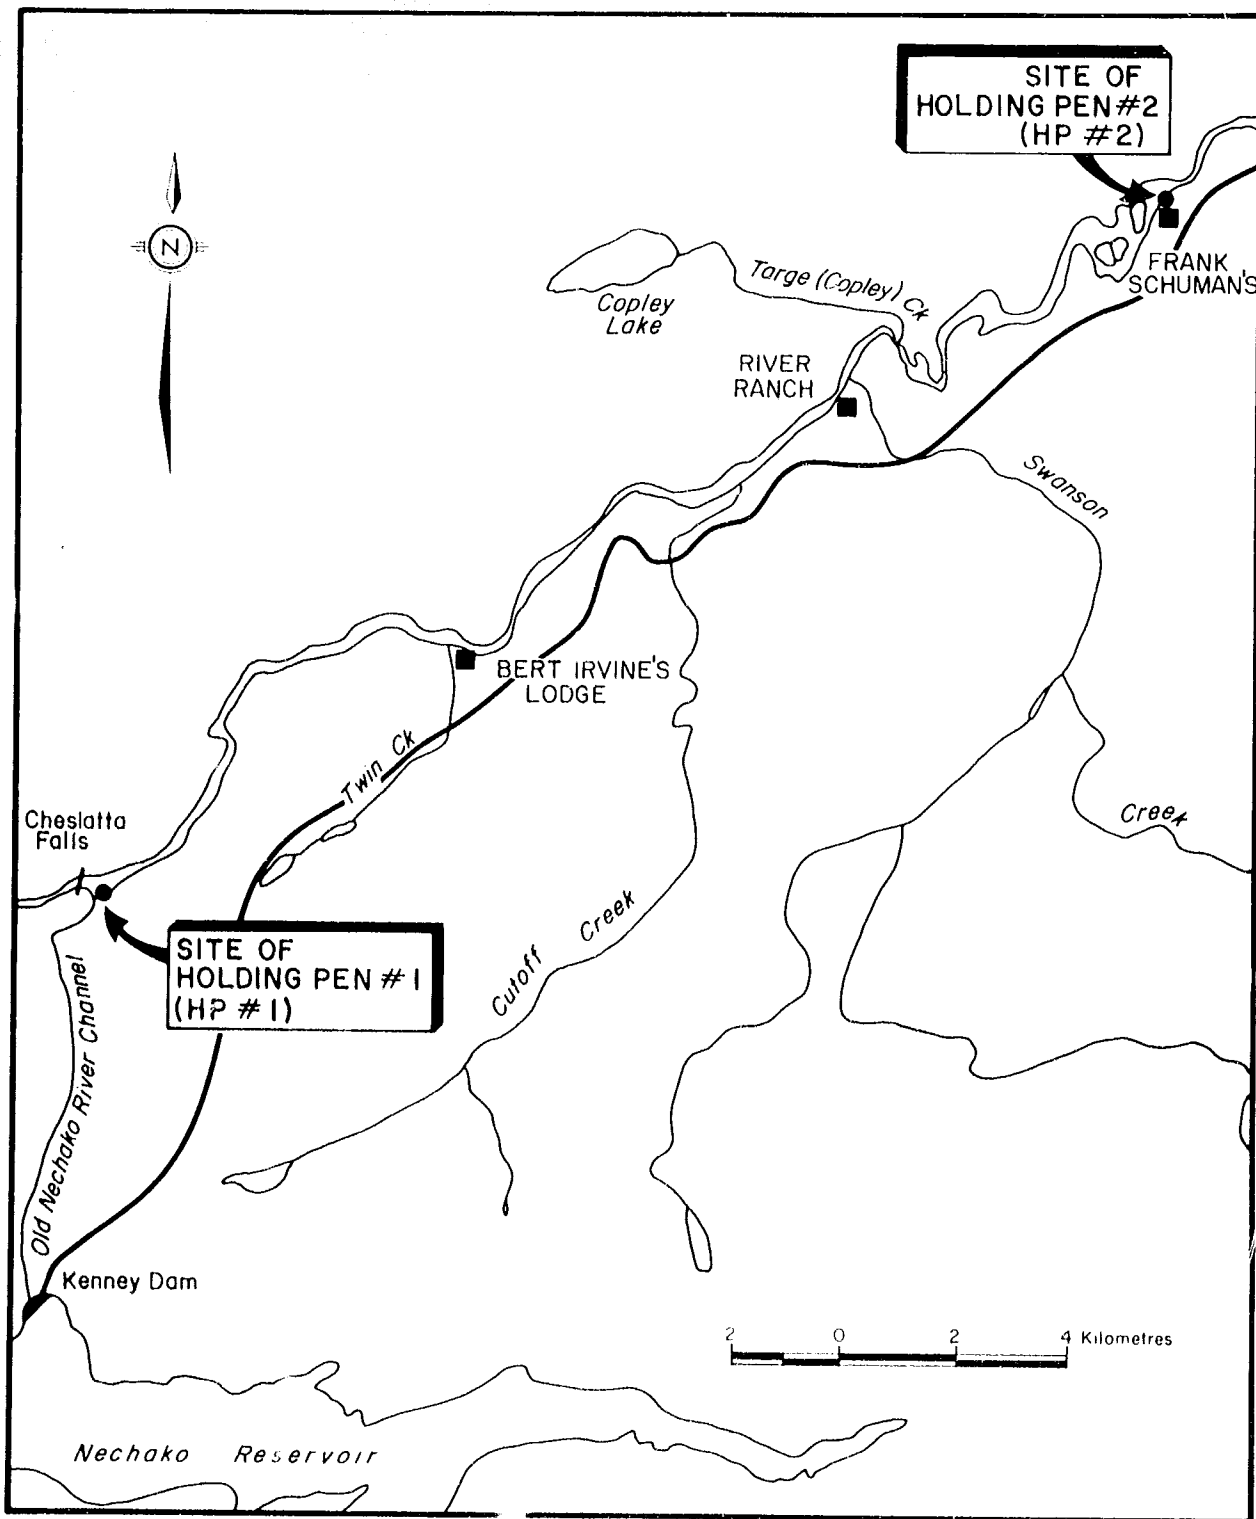 SITE OF
HOLDING PEN #2
(HP #2)
N
FRANK
SCHUMAN'S
Targe (Copley) Ck
Copley
Lake
RIVER
RANCH
Swanson
BERT IRVINE'S
LODGE
Twin Ck
Cheslatta
Falls
Creek
Cutoff Creek
SITE OF
HOLDING PEN #1
(HP #1)
Old Nechako River Channel
Kenney Dam
2 0 2 4 Kilometres
Nechako Reservoir